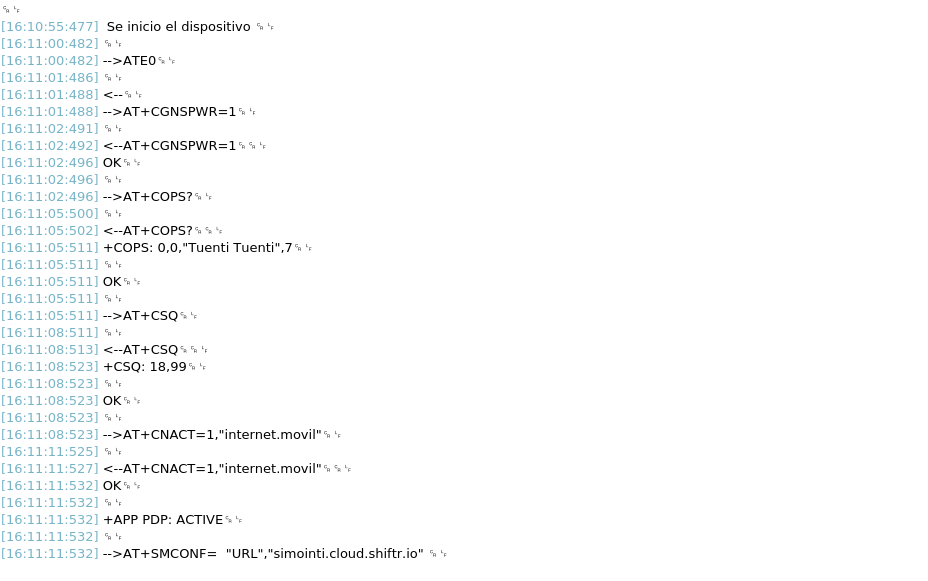 ␍␊
[16:10:55:477] Se inicio el dispositivo ␍␊
[16:11:00:482] ␍␊
[16:11:00:482] -->ATE0␍␊
[16:11:01:486] ␍␊
[16:11:01:488] <--␍␊
[16:11:01:488] -->AT+CGNSPWR=1␍␊
[16:11:02:491] ␍␊
[16:11:02:492] <--AT+CGNSPWR=1␍␍␊
[16:11:02:496] OK␍␊
[16:11:02:496] ␍␊
[16:11:02:496] -->AT+COPS?␍␊
[16:11:05:500] ␍␊
[16:11:05:502] <--AT+COPS?␍␍␊
[16:11:05:511] +COPS: 0,0,"Tuenti Tuenti",7␍␊
[16:11:05:511] ␍␊
[16:11:05:511] OK␍␊
[16:11:05:511] ␍␊
[16:11:05:511] -->AT+CSQ␍␊
[16:11:08:511] ␍␊
[16:11:08:513] <--AT+CSQ␍␍␊
[16:11:08:523] +CSQ: 18,99␍␊
[16:11:08:523] ␍␊
[16:11:08:523] OK␍␊
[16:11:08:523] ␍␊
[16:11:08:523] -->AT+CNACT=1,"internet.movil"␍␊
[16:11:11:525] ␍␊
[16:11:11:527] <--AT+CNACT=1,"internet.movil"␍␍␊
[16:11:11:532] OK␍␊
[16:11:11:532] ␍␊
[16:11:11:532] +APP PDP: ACTIVE␍␊
[16:11:11:532] ␍␊
[16:11:11:532] -->AT+SMCONF=  "URL","simointi.cloud.shiftr.io" ␍␊